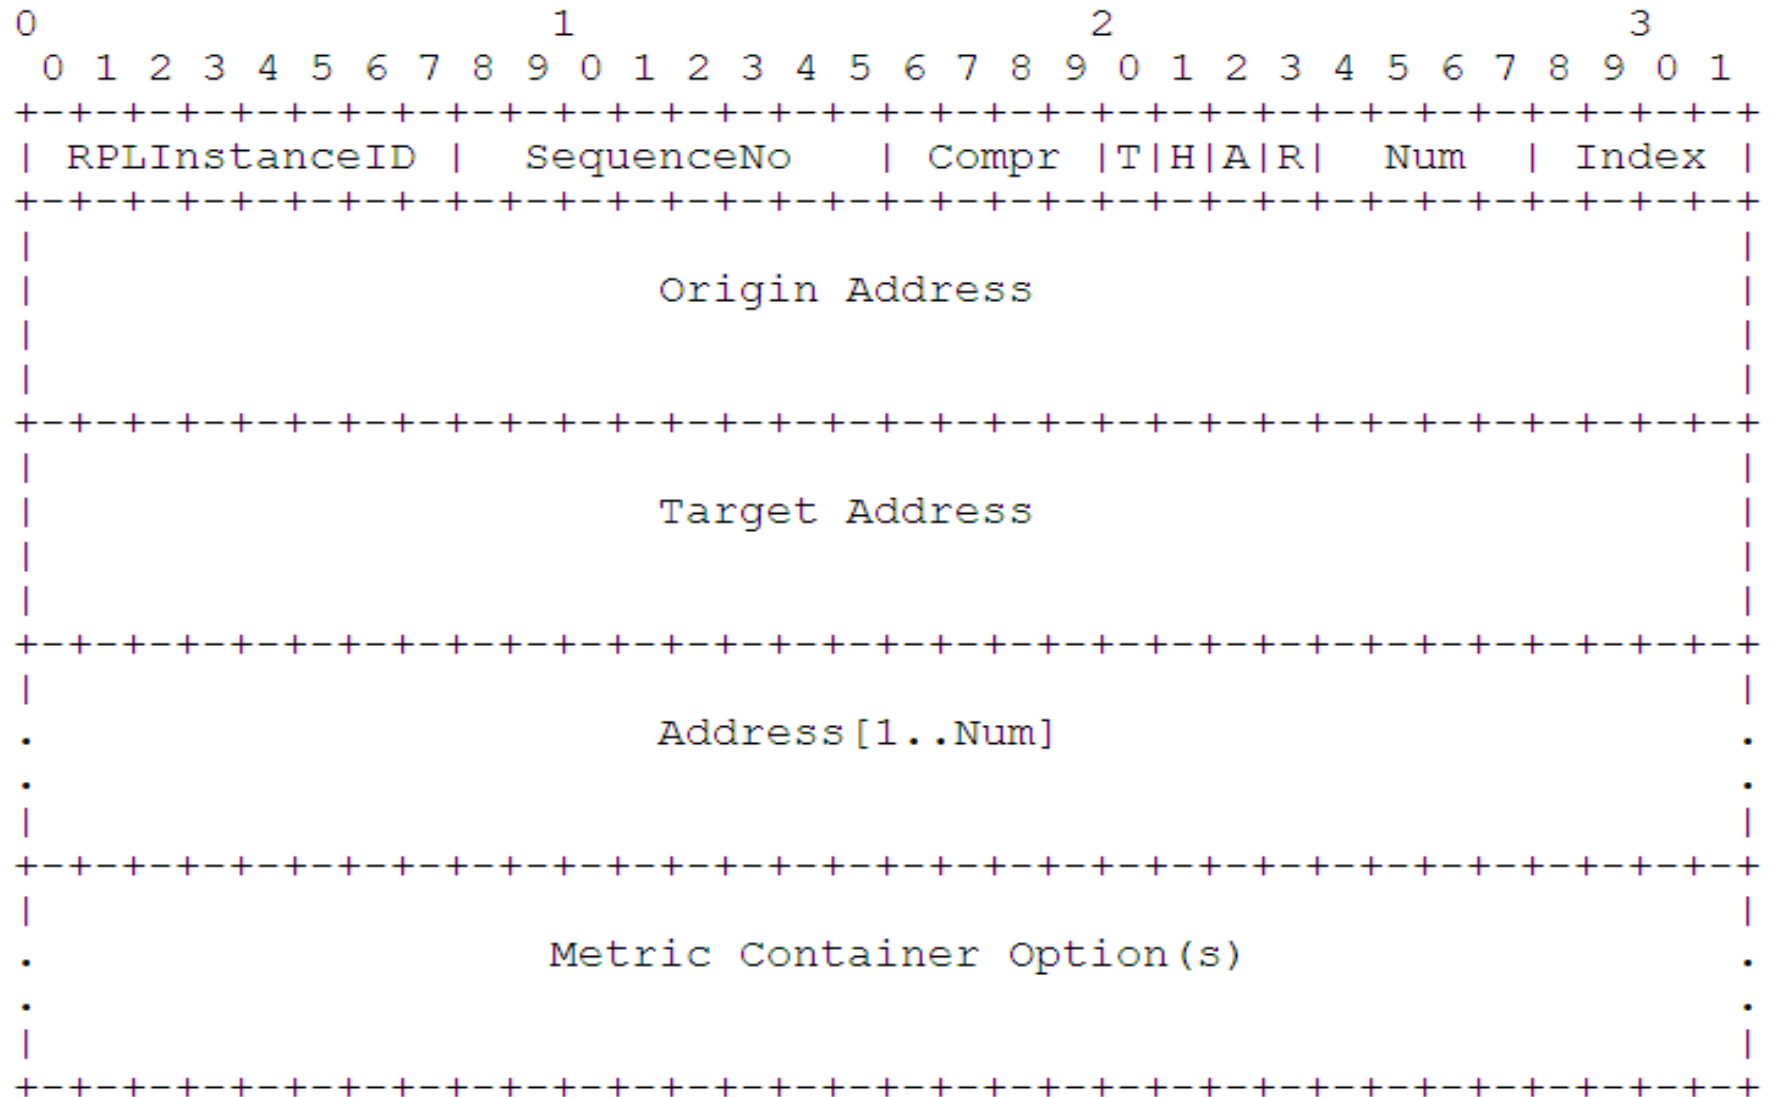 0                   1                   2                   3
 0 1 2 3 4 5 6 7 8 9 0 1 2 3 4 5 6 7 8 9 0 1 2 3 4 5 6 7 8 9 0 1
+-+-+-+-+-+-+-+-+-+-+-+-+-+-+-+-+-+-+-+-+-+-+-+-+-+-+-+-+-+-+-+-+
| RPLInstanceID |   SequenceNo   | Compr |T|H|A|R|  Num  | Index |
+-+-+-+-+-+-+-+-+-+-+-+-+-+-+-+-+-+-+-+-+-+-+-+-+-+-+-+-+-+-+-+-+
|                                                               |
|                       Origin Address                          |
|                                                               |
|                                                               |
+-+-+-+-+-+-+-+-+-+-+-+-+-+-+-+-+-+-+-+-+-+-+-+-+-+-+-+-+-+-+-+-+
|                                                               |
|                       Target Address                          |
|                                                               |
|                                                               |
+-+-+-+-+-+-+-+-+-+-+-+-+-+-+-+-+-+-+-+-+-+-+-+-+-+-+-+-+-+-+-+-+
|                                                               |
.                       Address[1..Num]                         .
.                                                               .
|                                                               |
+-+-+-+-+-+-+-+-+-+-+-+-+-+-+-+-+-+-+-+-+-+-+-+-+-+-+-+-+-+-+-+-+
|                                                               |
.                   Metric Container Option(s)                  .
.                                                               .
|                                                               |
+-+-+-+-+-+-+-+-+-+-+-+-+-+-+-+-+-+-+-+-+-+-+-+-+-+-+-+-+-+-+-+-+